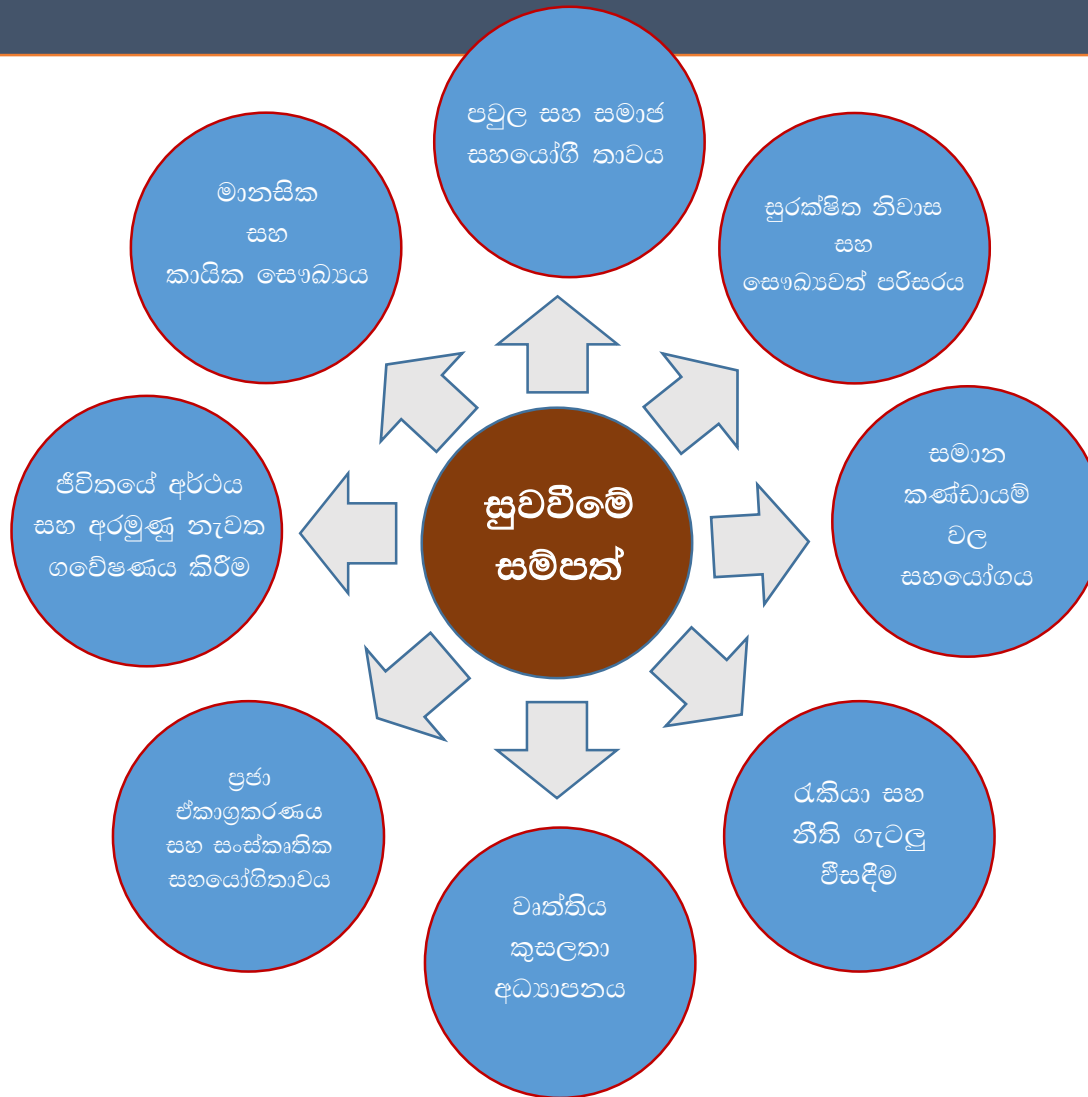 පවුල සහ සමාජ
සහයෝගී තාවය
සුරක්ෂිත නිවාස
සහ
සෞඛ්‍යවත් පරිසරය
සමාන
කණ්ඩායම්
වල
සහයෝගය
රැකියා සහ
නීති ගැටලු
විසඳීම
වෘත්තිය
කුසලතා
අධ්‍යාපනය
ප්‍රජා
ඒකාග්‍රකරණය
සහ සංස්කෘතික
සහයෝගිතාවය
ජීවිතයේ අර්ථය
සහ අරමුණු නැවත
ගවේෂණය කිරීම
මානසික
සහ
කායික සෞඛ්‍යය
සුවවීමේ
සම්පත්